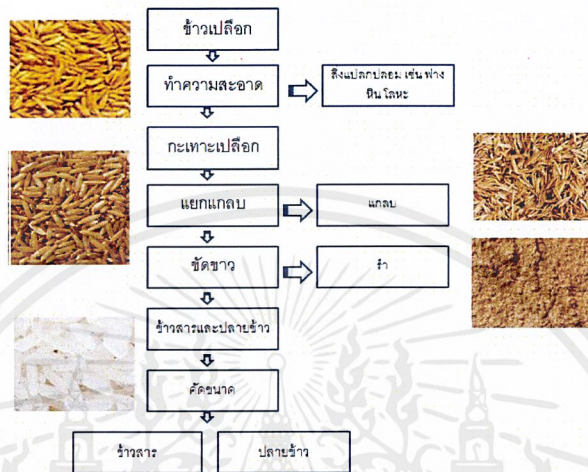 ข้าวเปลือก
ทำความสะอาด
สิ่งแปลกปลอม เช่น ฟาง
หิน โลหะ
กะเทาะเปลือก
แยกแกลบ
แกลบ
ขัดขาว
รำ
ข้าวสารและปลายข้าว
คัดขนาด
ข้าวสาร
ปลายข้าว